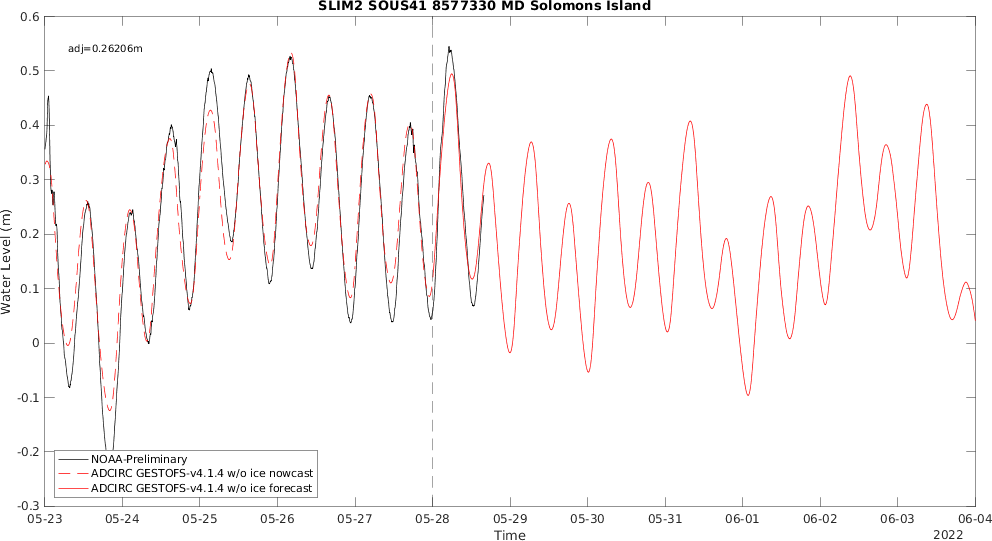 SLIM2 SOUS41 8577330 MD Solomons Island
adj=0.26206m
Water Level (m)
0.6
0.5
0.4
0.3
0.2
0.1
0
-0.1
-0.2
-0.3
NOAA-Preliminary
ADCIRC GESTOFS-v4.1.4 w/o ice nowcast
ADCIRC GESTOFS-v4.1.4 w/o ice forecast
05-23 05-24 05-25 05-26 05-27 05-28 05-29 05-30 05-31 06-01 06-02 06-03 06-04
Time
2022